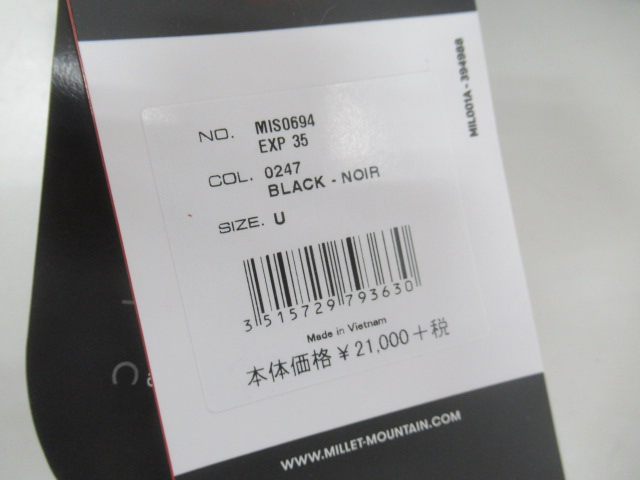 MIL001A - 394988
NO. MIS0694
EXP 35
COL. 0247
BLACK - NOIR
SIZE. U
3 515729 793630
Made in Vietnam
本体価格 ¥ 21,000 + 税
WWW.MILLET-MOUNTAIN.COM